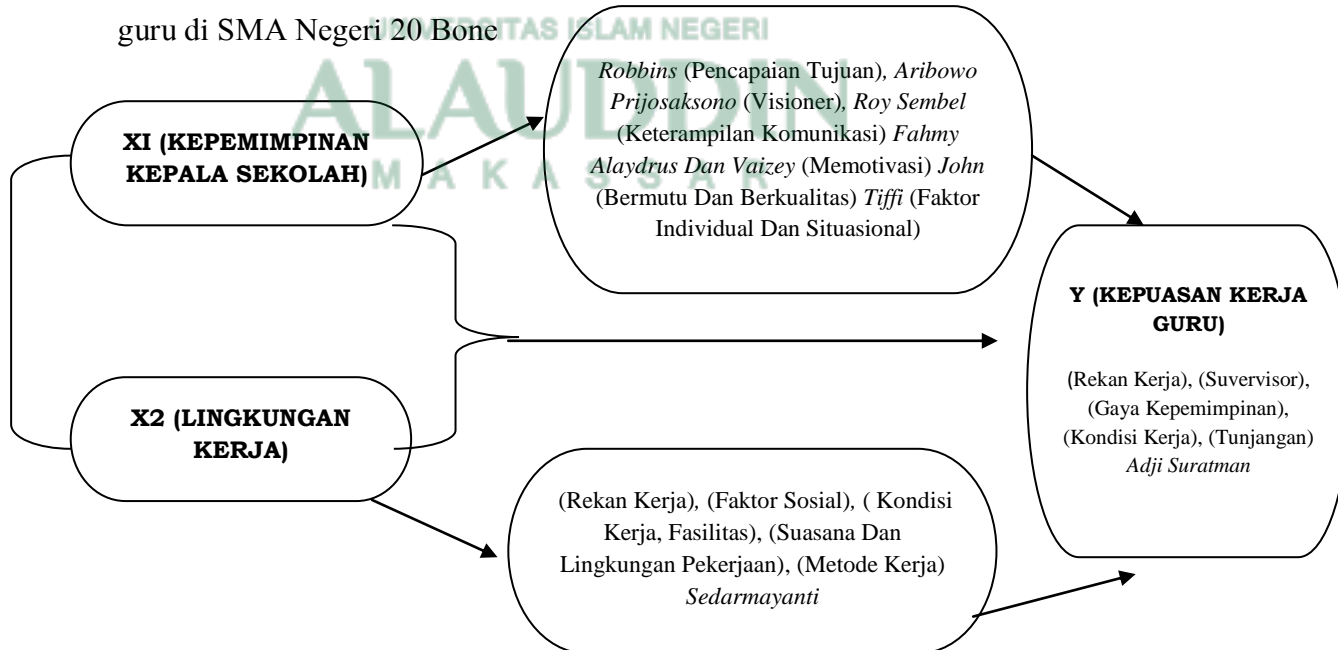 guru di SMA Negeri 20 Bone
UNIVERSITAS ISLAM NEGERI
ALAUDDIN
MAKASSAR
XI (KEPEMIMPINAN
KEPALA SEKOLAH)
Robbins (Pencapaian Tujuan), Aribowo
Prijosaksono (Visioner), Roy Sembel
(Keterampilan Komunikasi) Fahmy
Alaydrus Dan Vaizey (Memotivasi) John
(Bermutu Dan Berkualitas) Tiffi (Faktor
Individual Dan Situasional)
Y (KEPUASAN KERJA
GURU)
(Rekan Kerja), (Suvervisor),
(Gaya Kepemimpinan),
(Kondisi Kerja), (Tunjangan)
Adji Suratman
X2 (LINGKUNGAN
KERJA)
(Rekan Kerja), (Faktor Sosial), ( Kondisi
Kerja, Fasilitas), (Suasana Dan
Lingkungan Pekerjaan), (Metode Kerja)
Sedarmayanti